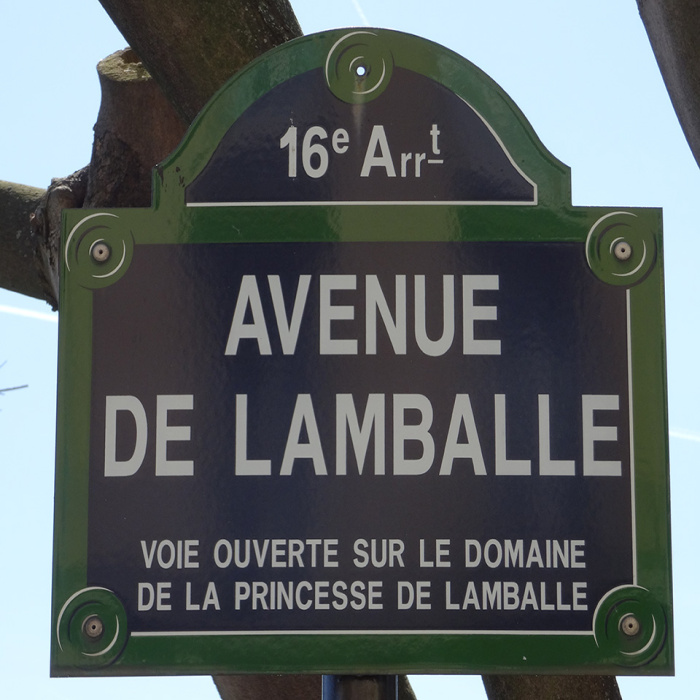 16e Arrt
AVENUE
DE LAMBALLE
VOIE OUVERTE SUR LE DOMAINE
DE LA PRINCESSE DE LAMBALLE